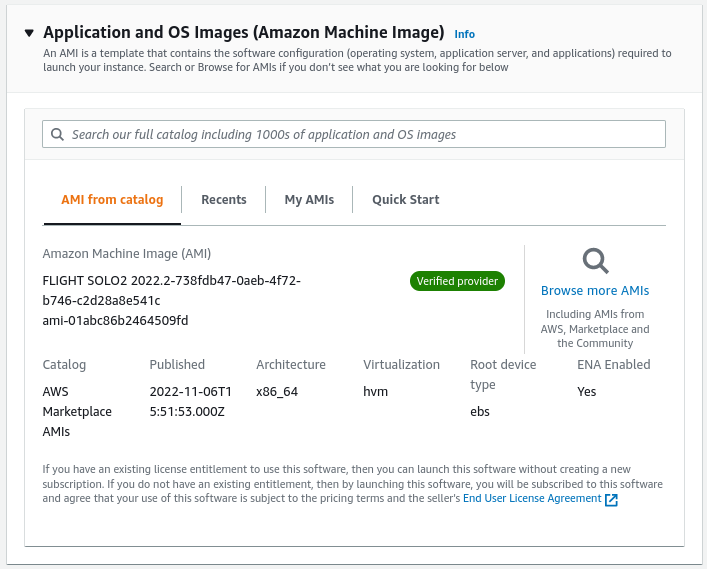 Application and OS Images (Amazon Machine Image) Info
An AMI is a template that contains the software configuration (operating system, application server, and applications) required to
launch your instance. Search or Browse for AMIs if you don't see what you are looking for below
Search our full catalog including 1000s of application and OS images
AMI from catalog
Recents
My AMIs
Quick Start
Amazon Machine Image (AMI)
FLIGHT SOLO2 2022.2-738fdb47-0aeb-4f72-
b746-c2d28a8e541c
ami-01abc86b2464509fd
Verified provider
Browse more AMIs
Including AMIs from
AWS, Marketplace and
the Community
Catalog
AWS
Marketplace
AMIs
Published
2022-11-06T1
5:51:53.000Z
Architecture
x86_64
Virtualization
hvm
Root device
type
ebs
ENA Enabled
Yes
If you have an existing license entitlement to use this software, then you can launch this software without creating a new
subscription. If you do not have an existing entitlement, then by launching this software, you will be subscribed to this software
and agree that your use of this software is subject to the pricing terms and the seller's End User License Agreement